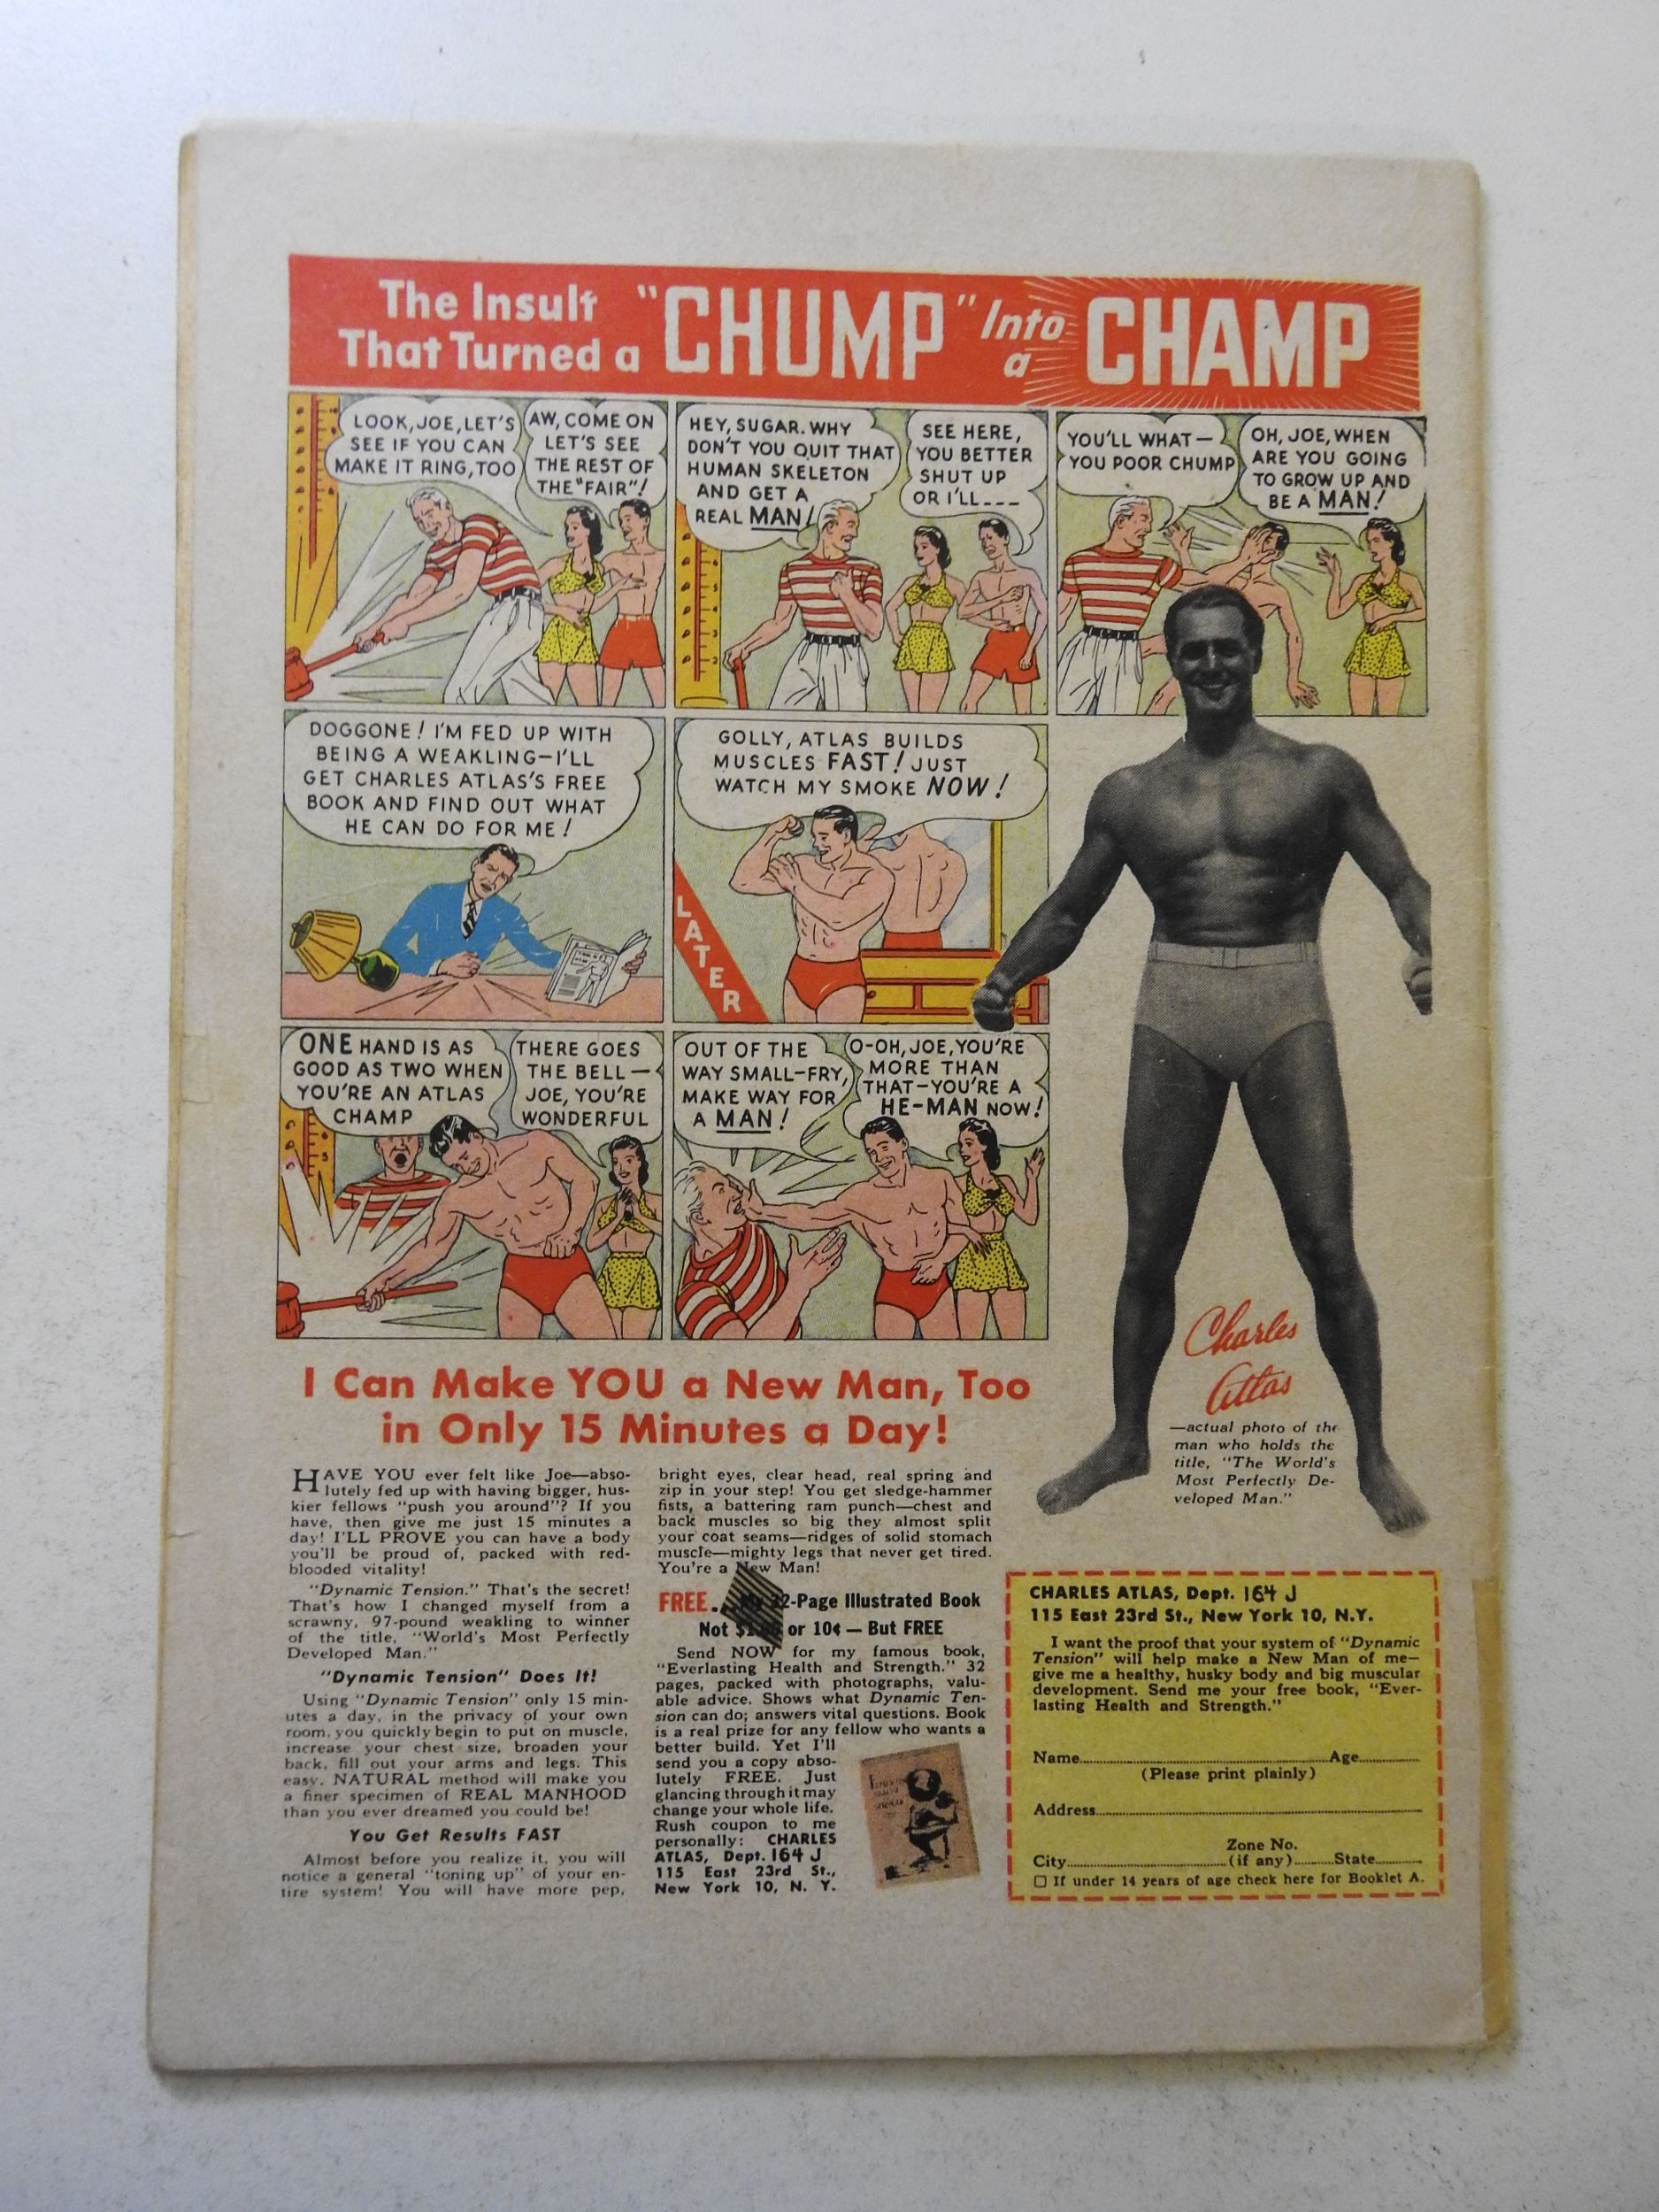 The Insult
That Turned a
"CHUMP"
Into
a
CHAMP
LOOK, JOE, LET'S
SEE IF YOU CAN
MAKE IT RING, TOO
AW, COME ON
LET'S SEE
THE REST OF
THE "FAIR"!
HEY, SUGAR. WHY
DON'T YOU QUIT THAT
HUMAN SKELETON
AND GET A
REAL MAN!
SEE HERE,
YOU BETTER
SHUT UP
OR I'LL---
YOU'LL WHAT—
YOU POOR CHUMP
OH, JOE, WHEN
ARE YOU GOING
TO GROW UP AND
BE A MAN!
DOGGONE! I'M FED UP WITH
BEING A WEAKLING—I'LL
GET CHARLES ATLAS'S FREE
BOOK AND FIND OUT WHAT
HE CAN DO FOR ME!
GOLLY, ATLAS BUILDS
MUSCLES FAST! JUST
WATCH MY SMOKE NOW!
LATER
ONE HAND IS AS
GOOD AS TWO WHEN
YOU'RE AN ATLAS
CHAMP
THERE GOES
THE BELL—
JOE, YOU'RE
WONDERFUL
OUT OF THE
WAY SMALL-FRY,
MAKE WAY FOR
A MAN!
O-OH, JOE, YOU'RE
MORE THAN
THAT—YOU'RE A
HE-MAN NOW!
Charles
Atlas
—actual photo of the
man who holds the
title, "The World's
Most Perfectly De-
veloped Man."
I Can Make YOU a New Man, Too
in Only 15 Minutes a Day!
HAVE YOU ever felt like Joe—abso-
lutely fed up with having bigger, hus-
kier fellows "push you around"? If you
have, then give me just 15 minutes a
day! I'LL PROVE you can have a body
you'll be proud of, packed with red-
blooded vitality!
"Dynamic Tension." That's the secret!
That's how I changed myself from a
scrawny, 97-pound weakling to winner
of the title, "World's Most Perfectly
Developed Man."
"Dynamic Tension" Does It!
Using "Dynamic Tension" only 15 min-
utes a day, in the privacy of your own
room, you quickly begin to put on muscle,
increase your chest size, broaden your
back, fill out your arms and legs. This
easy, NATURAL method will make you
a finer specimen of REAL MANHOOD
than you ever dreamed you could be!
You Get Results FAST
Almost before you realize it, you will
notice a general "toning up" of your en-
tire system! You will have more pep,
bright eyes, clear head, real spring and
zip in your step! You get sledge-hammer
fists, a battering ram punch—chest and
back muscles so big they almost split
your coat seams—ridges of solid stomach
muscle—mighty legs that never get tired.
You're a New Man!
FREE. 2-Page Illustrated Book
Not or 10¢ — But FREE
Send NOW for my famous book,
"Everlasting Health and Strength." 32
pages, packed with photographs, valu-
able advice. Shows what Dynamic Ten-
sion can do; answers vital questions. Book
is a real prize for any fellow who wants a
better build. Yet I'll
send you a copy abso-
lutely FREE. Just
glancing through it may
change your whole life.
Rush coupon to me
personally: CHARLES
ATLAS, Dept. 164 J
115 East 23rd St.,
New York 10, N. Y.
CHARLES ATLAS, Dept. 164 J
115 East 23rd St., New York 10, N.Y.
I want the proof that your system of "Dynamic
Tension" will help make a New Man of me—
give me a healthy, husky body and big muscular
development. Send me your free book, "Ever-
lasting Health and Strength."
Name........Age........
(Please print plainly)
Address........
Zone No.
City........(if any)........State........
☐ If under 14 years of age check here for Booklet A.